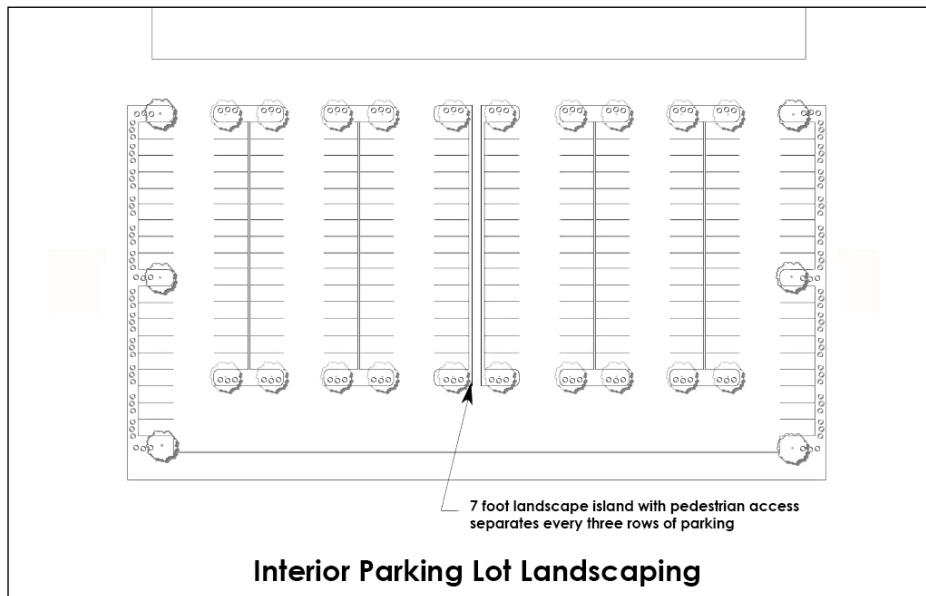 7 foot landscape island with pedestrian access
separates every three rows of parking
Interior Parking Lot Landscaping